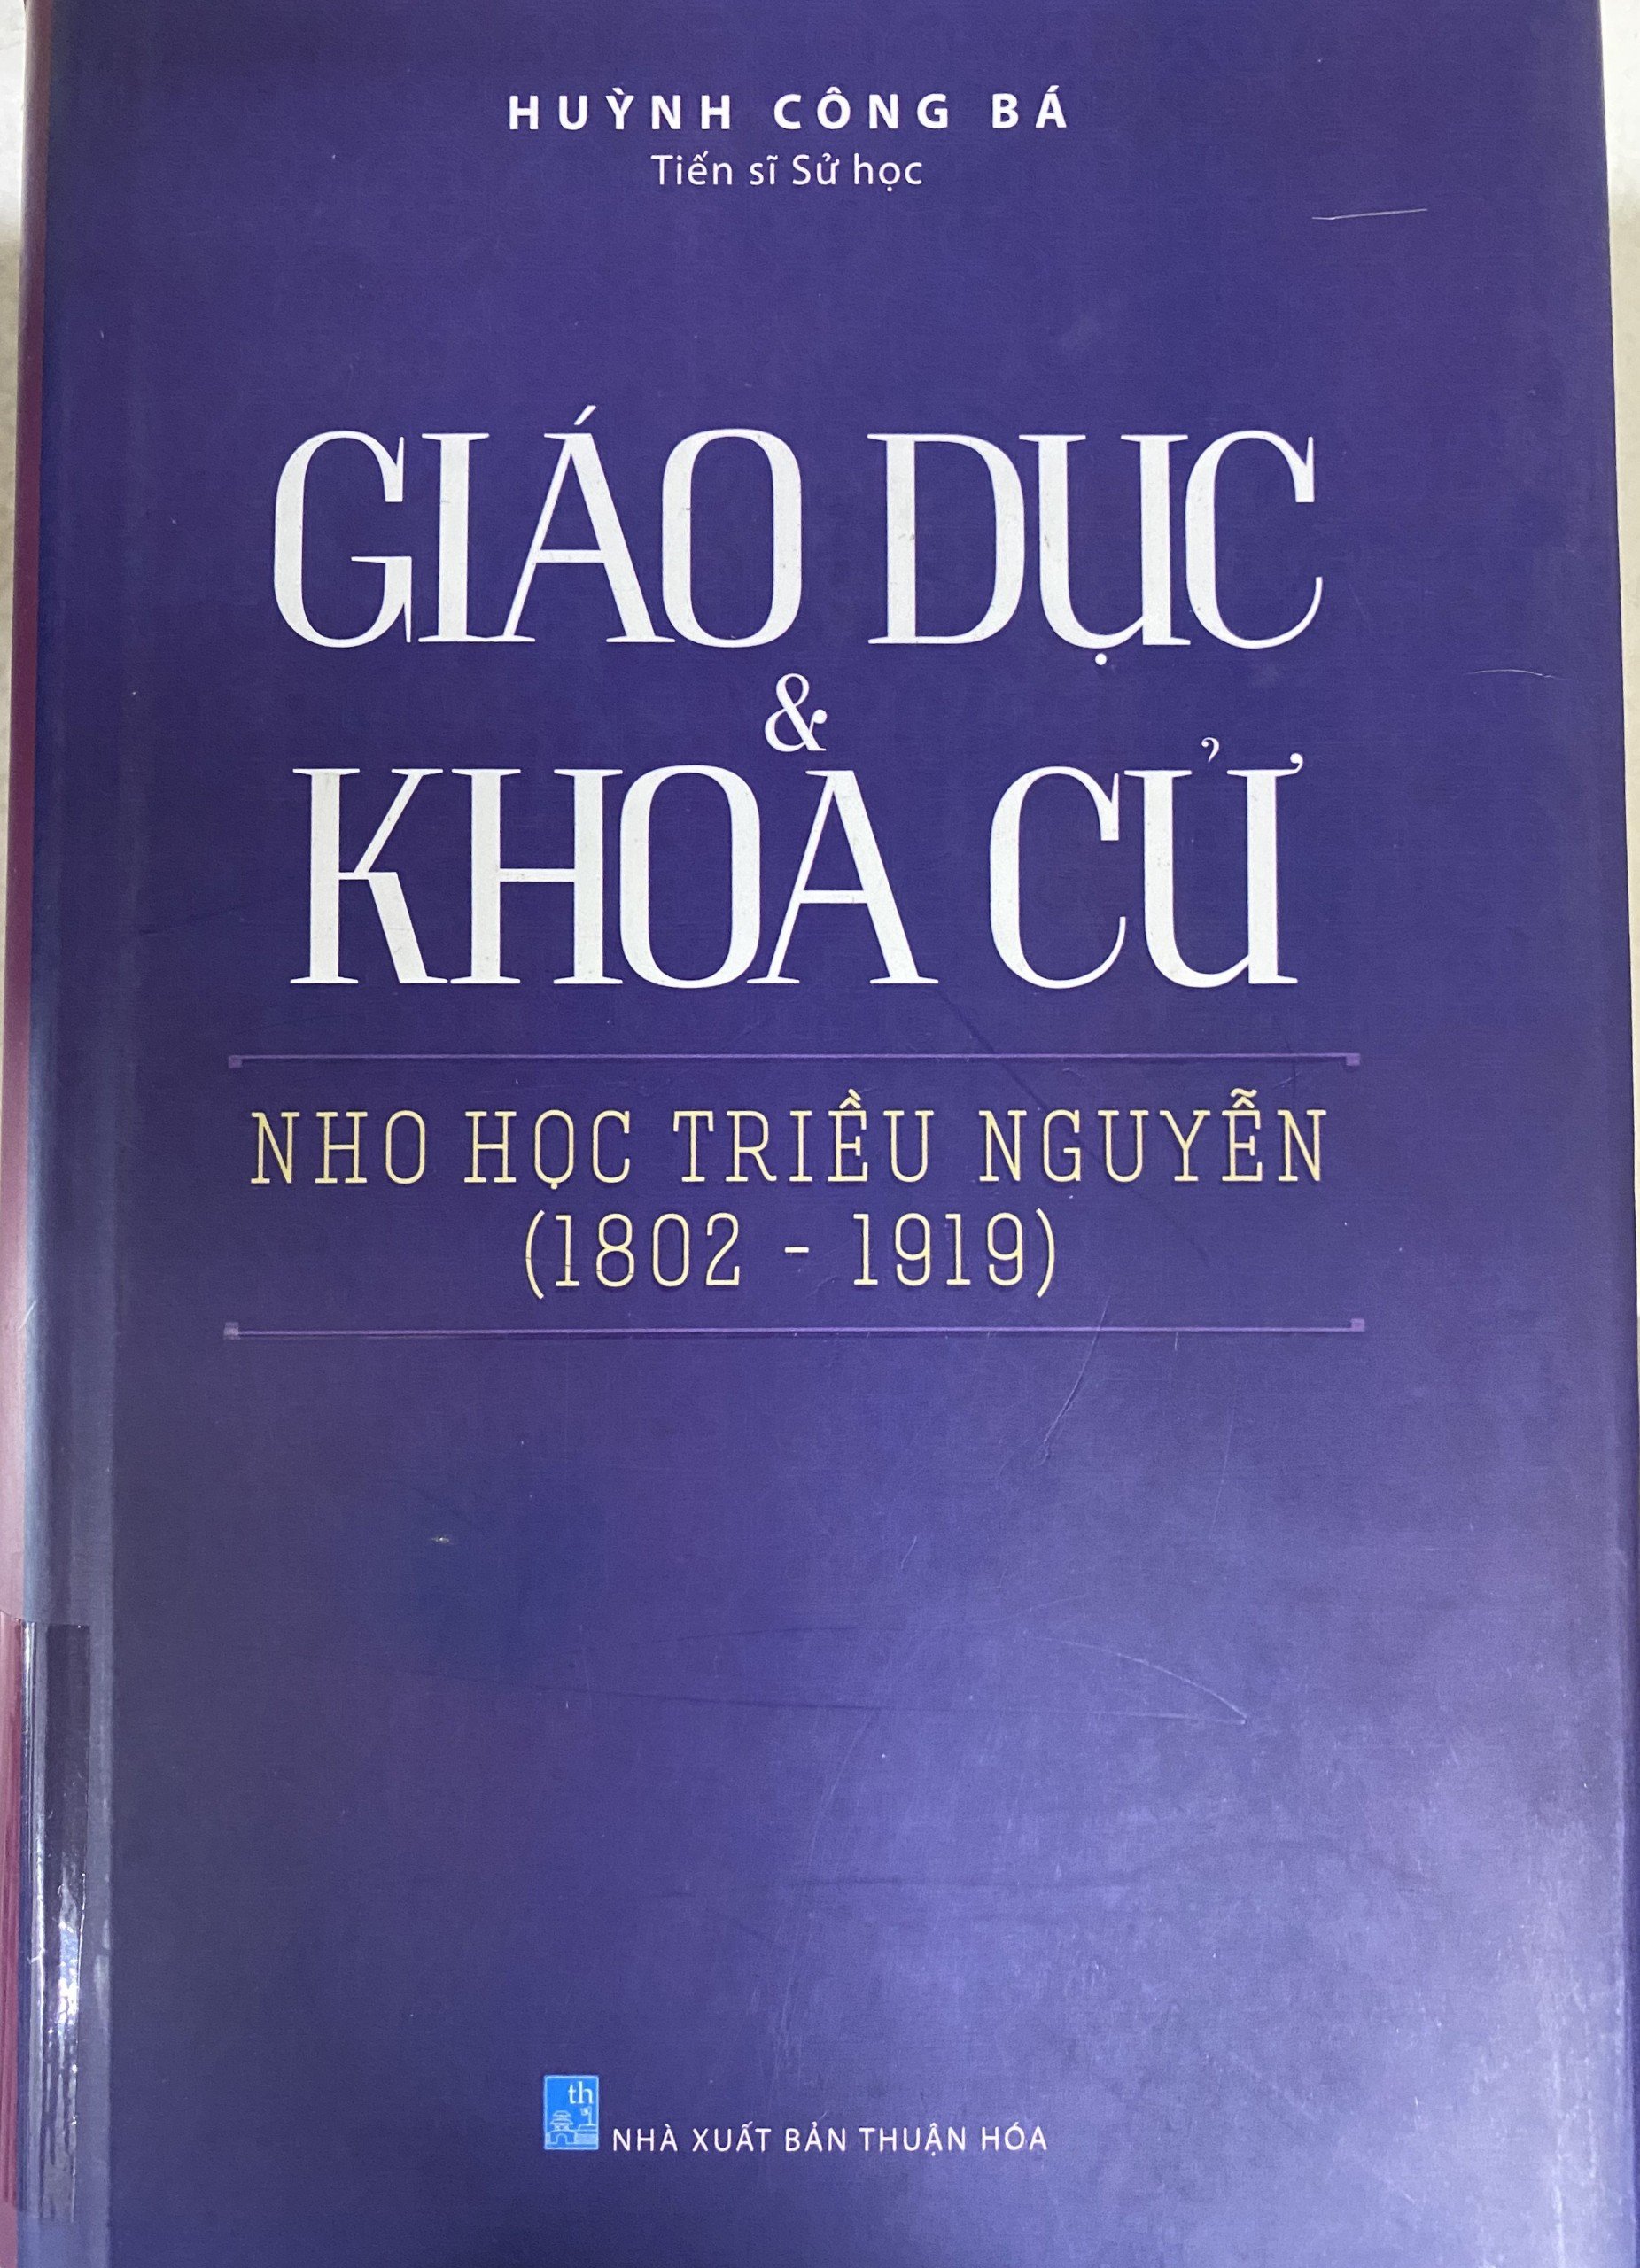 HUỲNH CÔNG BÁ
Tiến sĩ Sử học
GIÁO DỤC
&
KHOA CỬ
NHO HỌC TRIỀU NGUYỄN
(1802 - 1919)
th
NHÀ XUẤT BẢN THUẬN HÓA